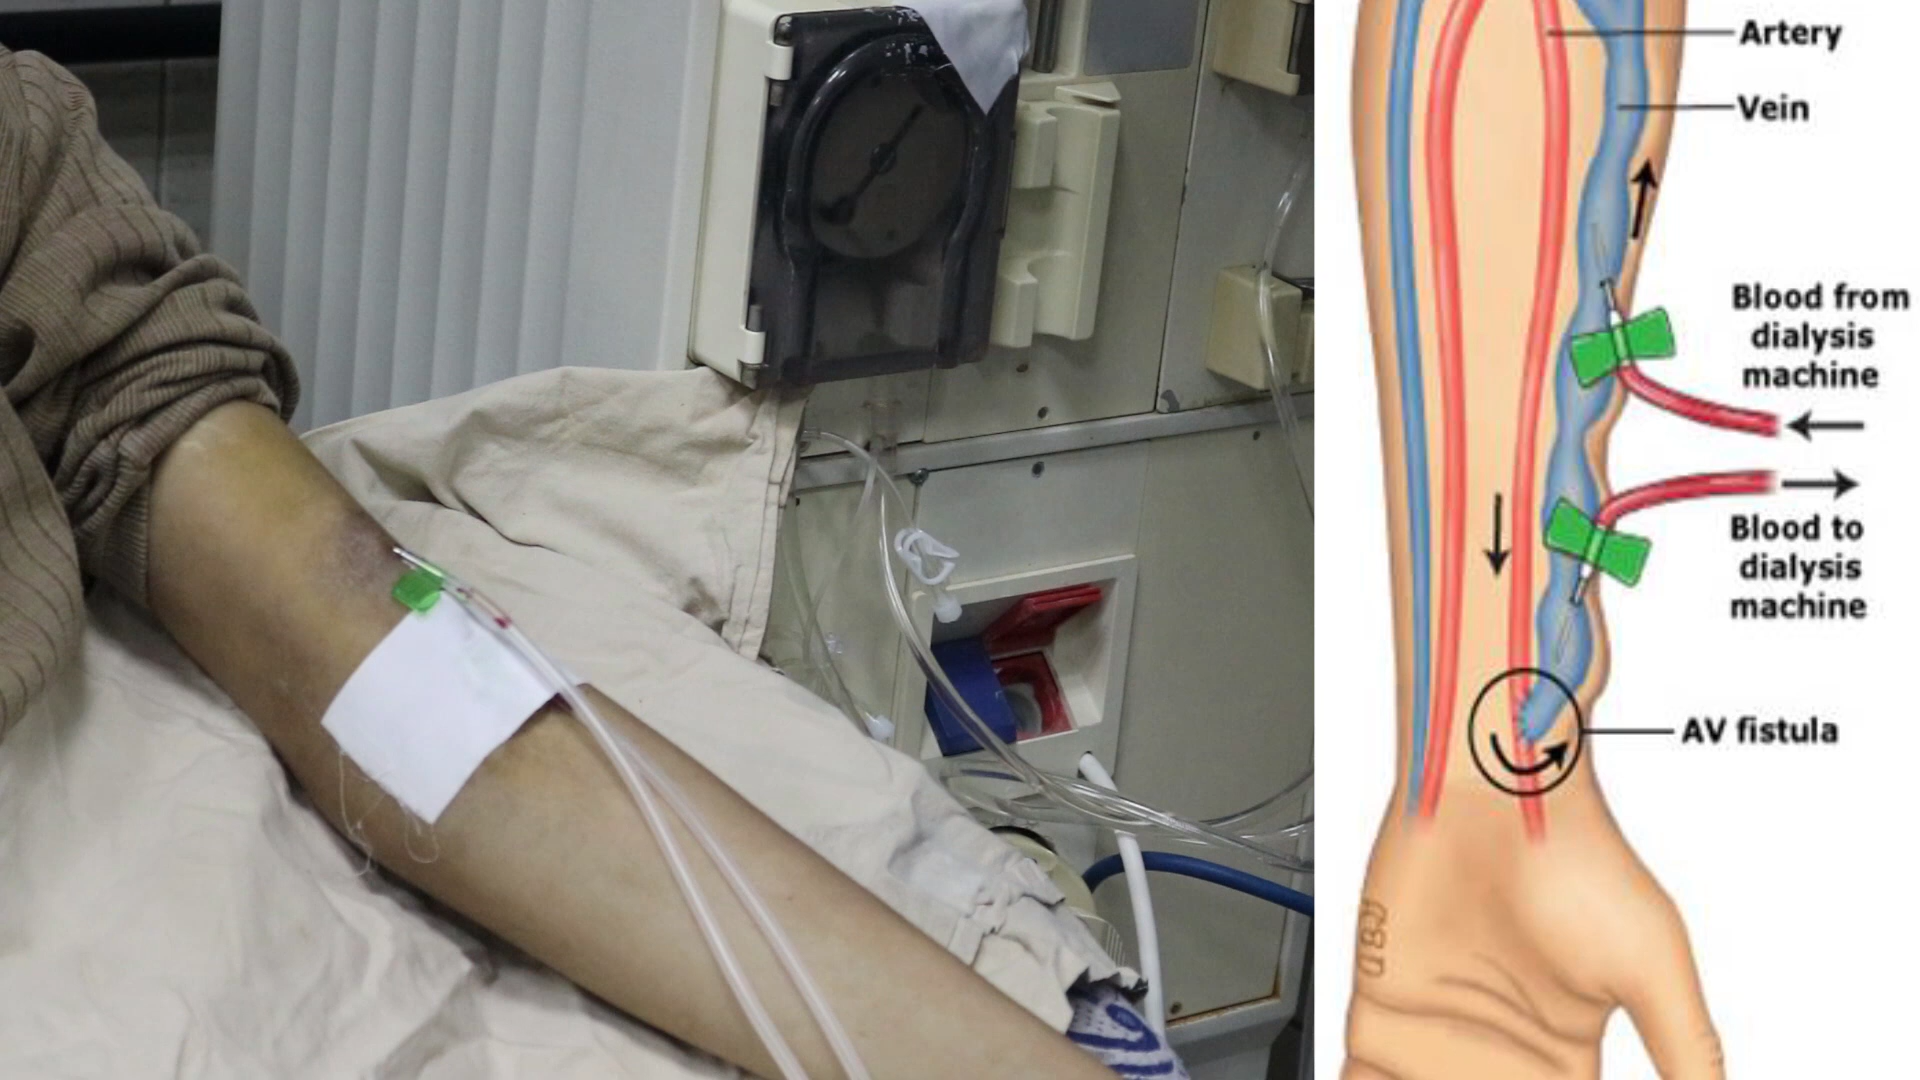 Artery
Vein
Blood from
dialysis
machine
Blood to
dialysis
machine
AV fistula